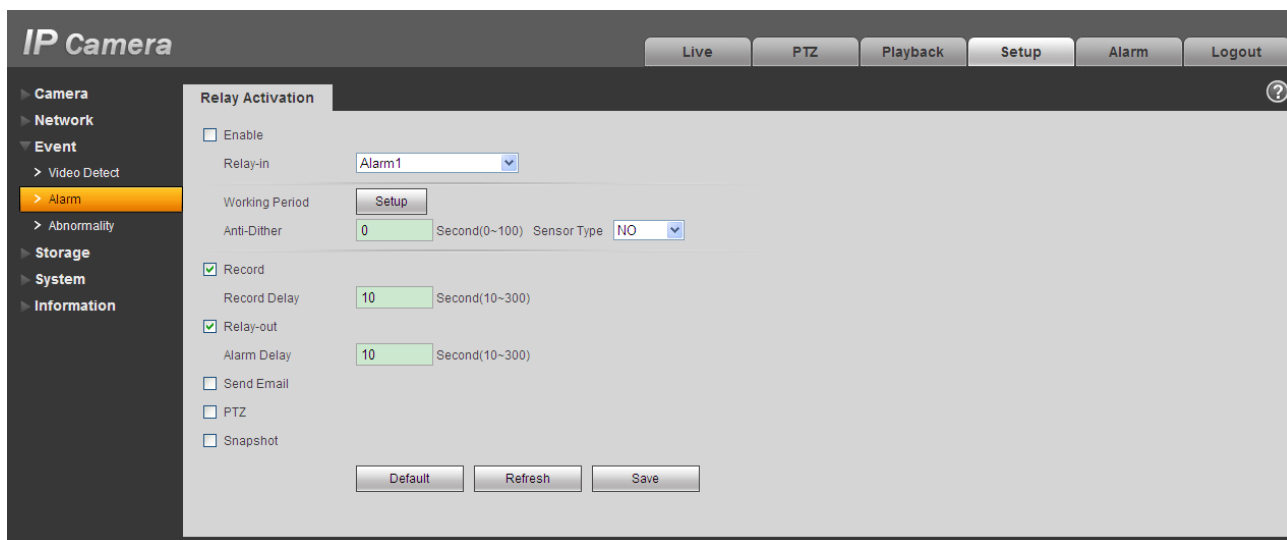 IP Camera
Live PTZ Playback Setup Alarm Logout
Camera
Network
Event
> Video Detect
> Alarm
> Abnormality
Storage
System
Information
Relay Activation
?
Enable
Relay-in Alarm1
Working Period Setup
Anti-Dither 0 Second(0~100) Sensor Type NO
Record
Record Delay 10 Second(10~300)
Relay-out
Alarm Delay 10 Second(10~300)
Send Email
PTZ
Snapshot
Default Refresh Save